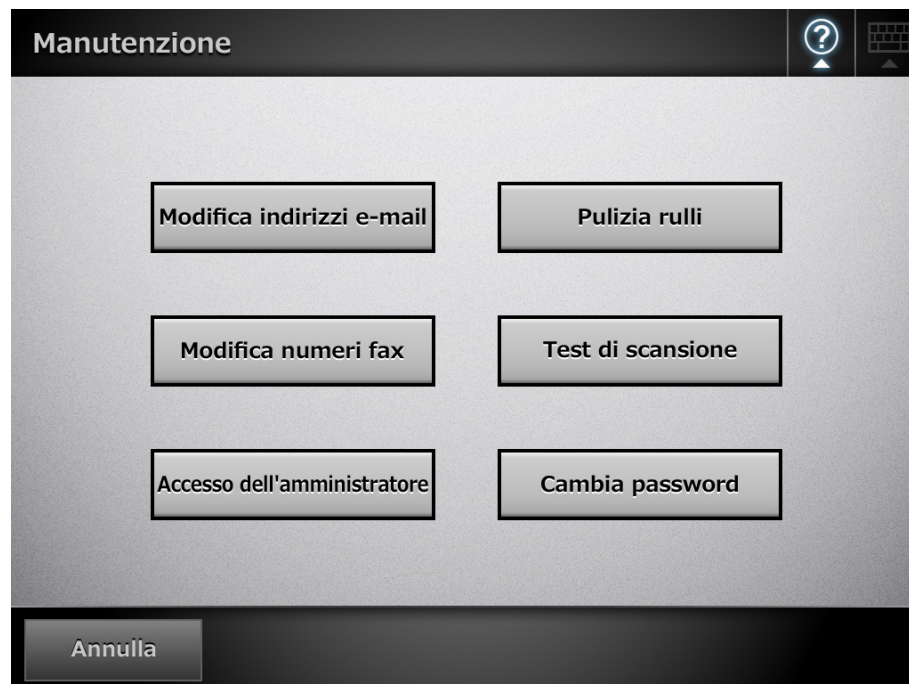 Manutenzione
?
Modifica indirizzi e-mail
Pulizia rulli
Modifica numeri fax
Test di scansione
Accesso dell'amministratore
Cambia password
Annulla